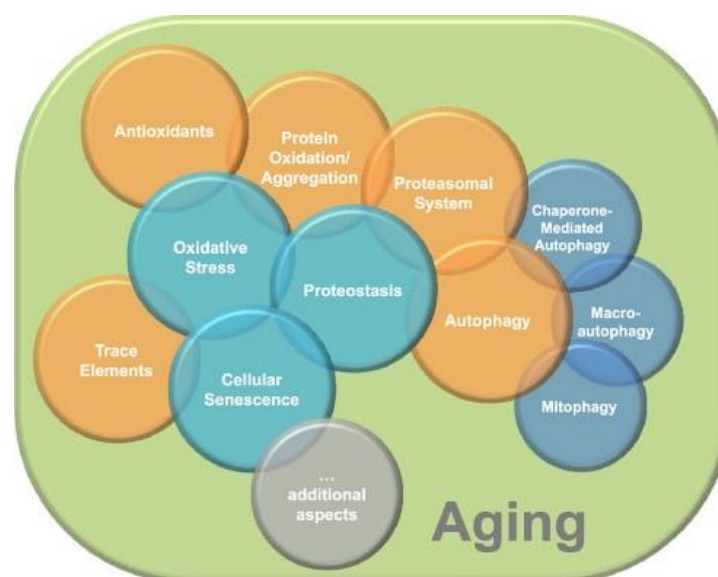 Antioxidants
Protein
Oxidation/
Aggregation
Proteasomal
System
Chaperone-
Mediated
Autophagy
Oxidative
Stress
Proteostasis
Autophagy
Macro-
autophagy
Trace
Elements
Cellular
Senescence
Mitophagy
...
additional
aspects
Aging